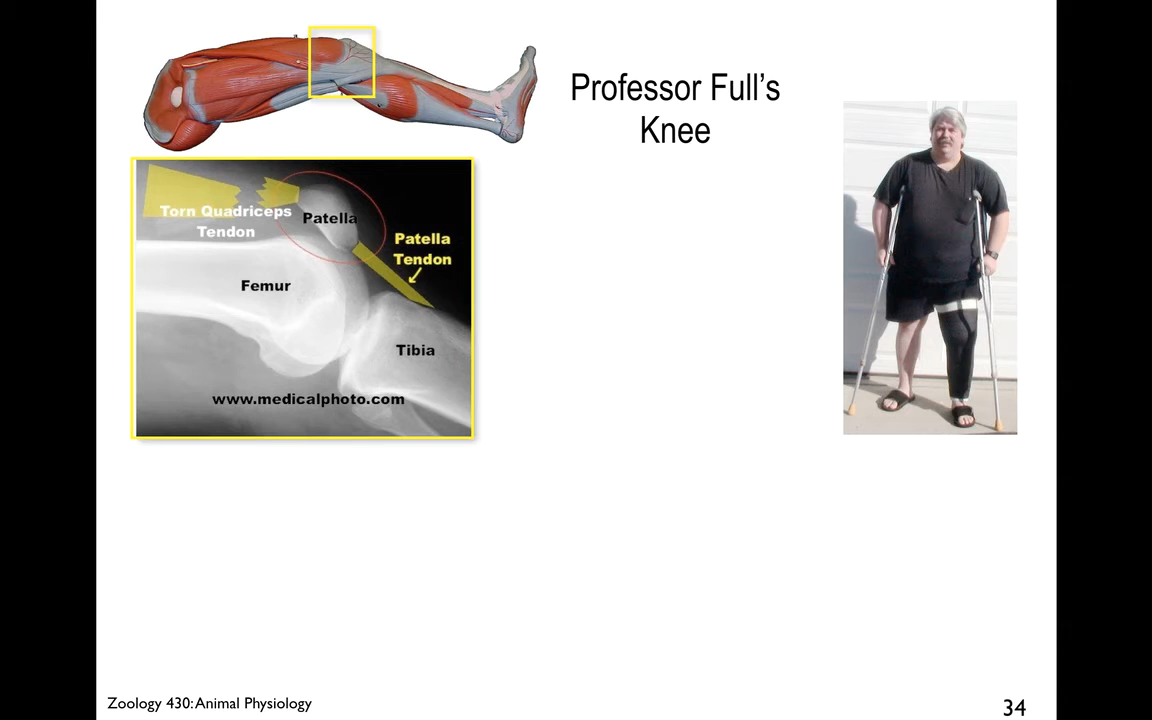 Professor Full's
Knee
Torn Quadriceps
Tendon
Patella
Patella
Tendon
Femur
Tibia
www.medicalphoto.com
Zoology 430: Animal Physiology
34